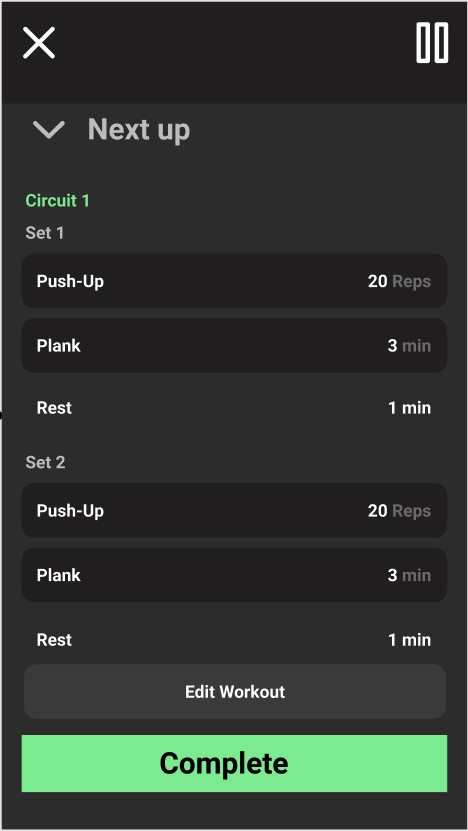 Next up
Circuit 1
Set 1
Push-Up 20 Reps
Plank 3 min
Rest 1 min
Set 2
Push-Up 20 Reps
Plank 3 min
Rest 1 min
Edit Workout
Complete